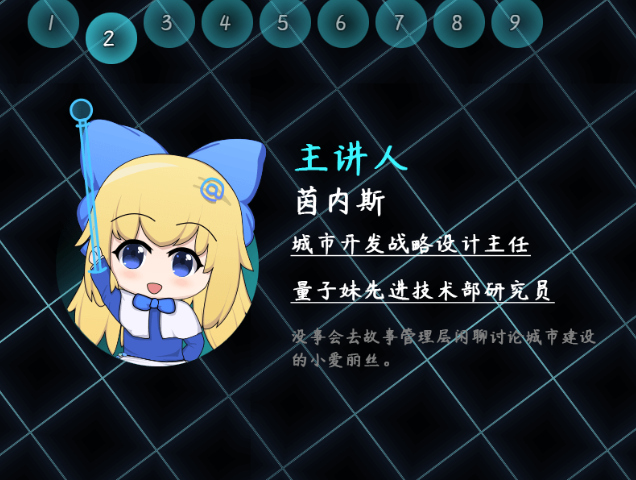 1 2 3 4 5 6 7 8 9
@
主讲人
茵内斯
城市开发战略设计主任
量子妹先进技术部研究员
没事会去故事管理层闲聊讨论城市建设
的小爱丽丝。